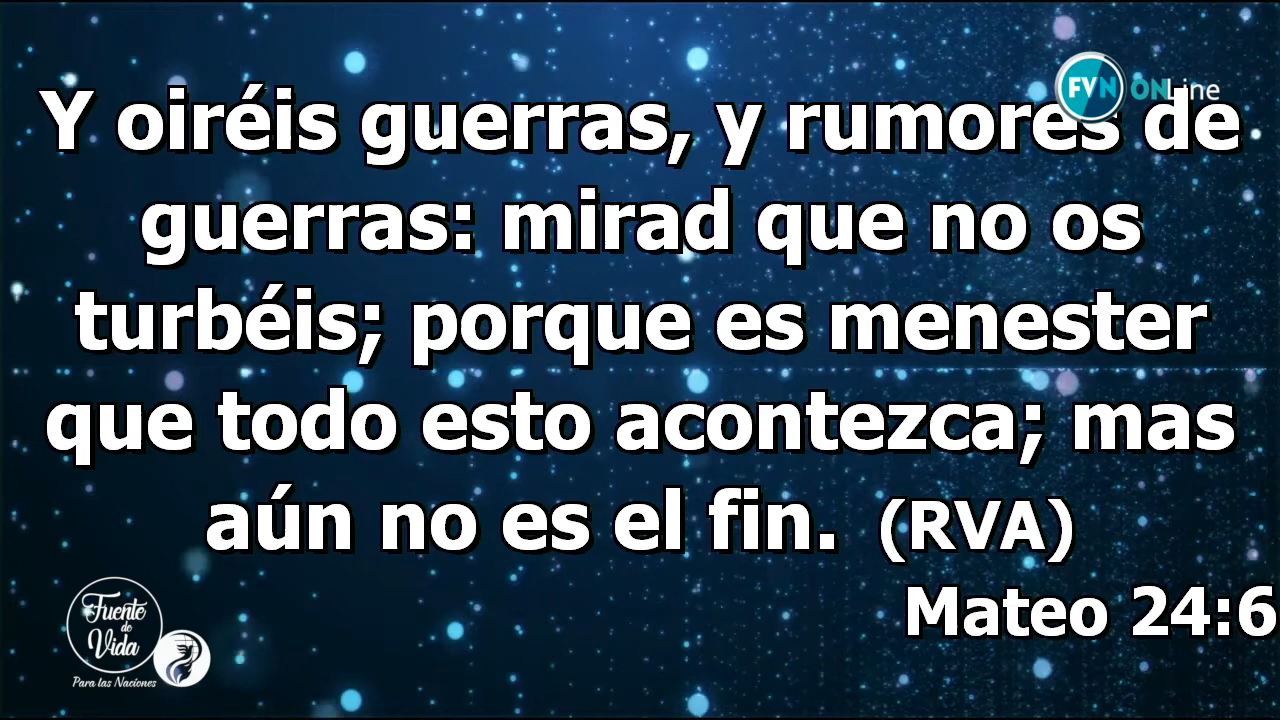 FVN ONLine
Y oiréis guerras, y rumores de
guerras: mirad que no os
turbéis; porque es menester
que todo esto acontezca; mas
aún no es el fin. (RVA)
Mateo 24:6
Fuente
de
Vida
Para las Naciones